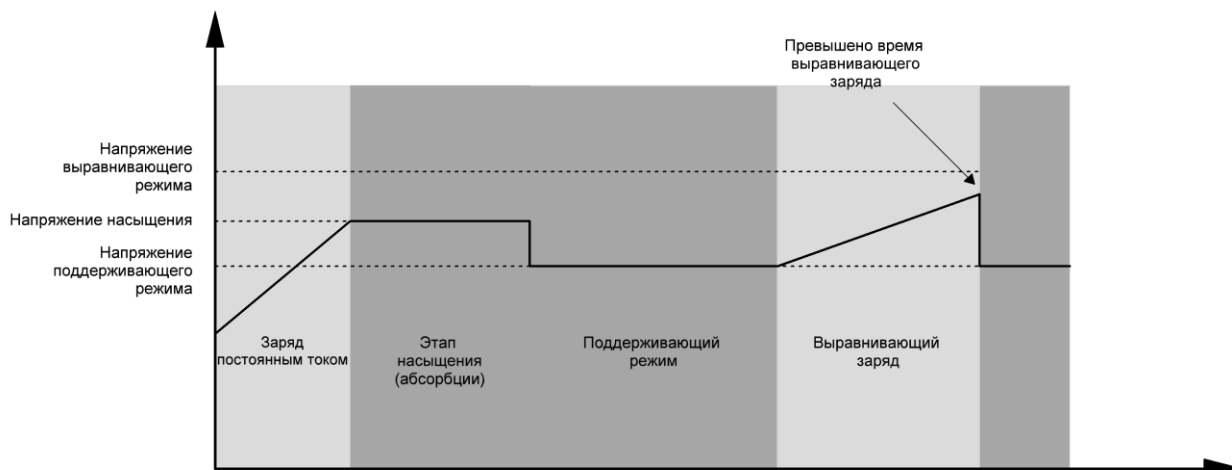 Превышено время
выравнивающего
заряда
Напряжение
выравнивающего
режима
Напряжение насыщения
Напряжение
поддерживающего
режима
Заряд
постоянным током
Этап
насыщения
(абсорбции)
Поддерживающий
режим
Выравнивающий
заряд